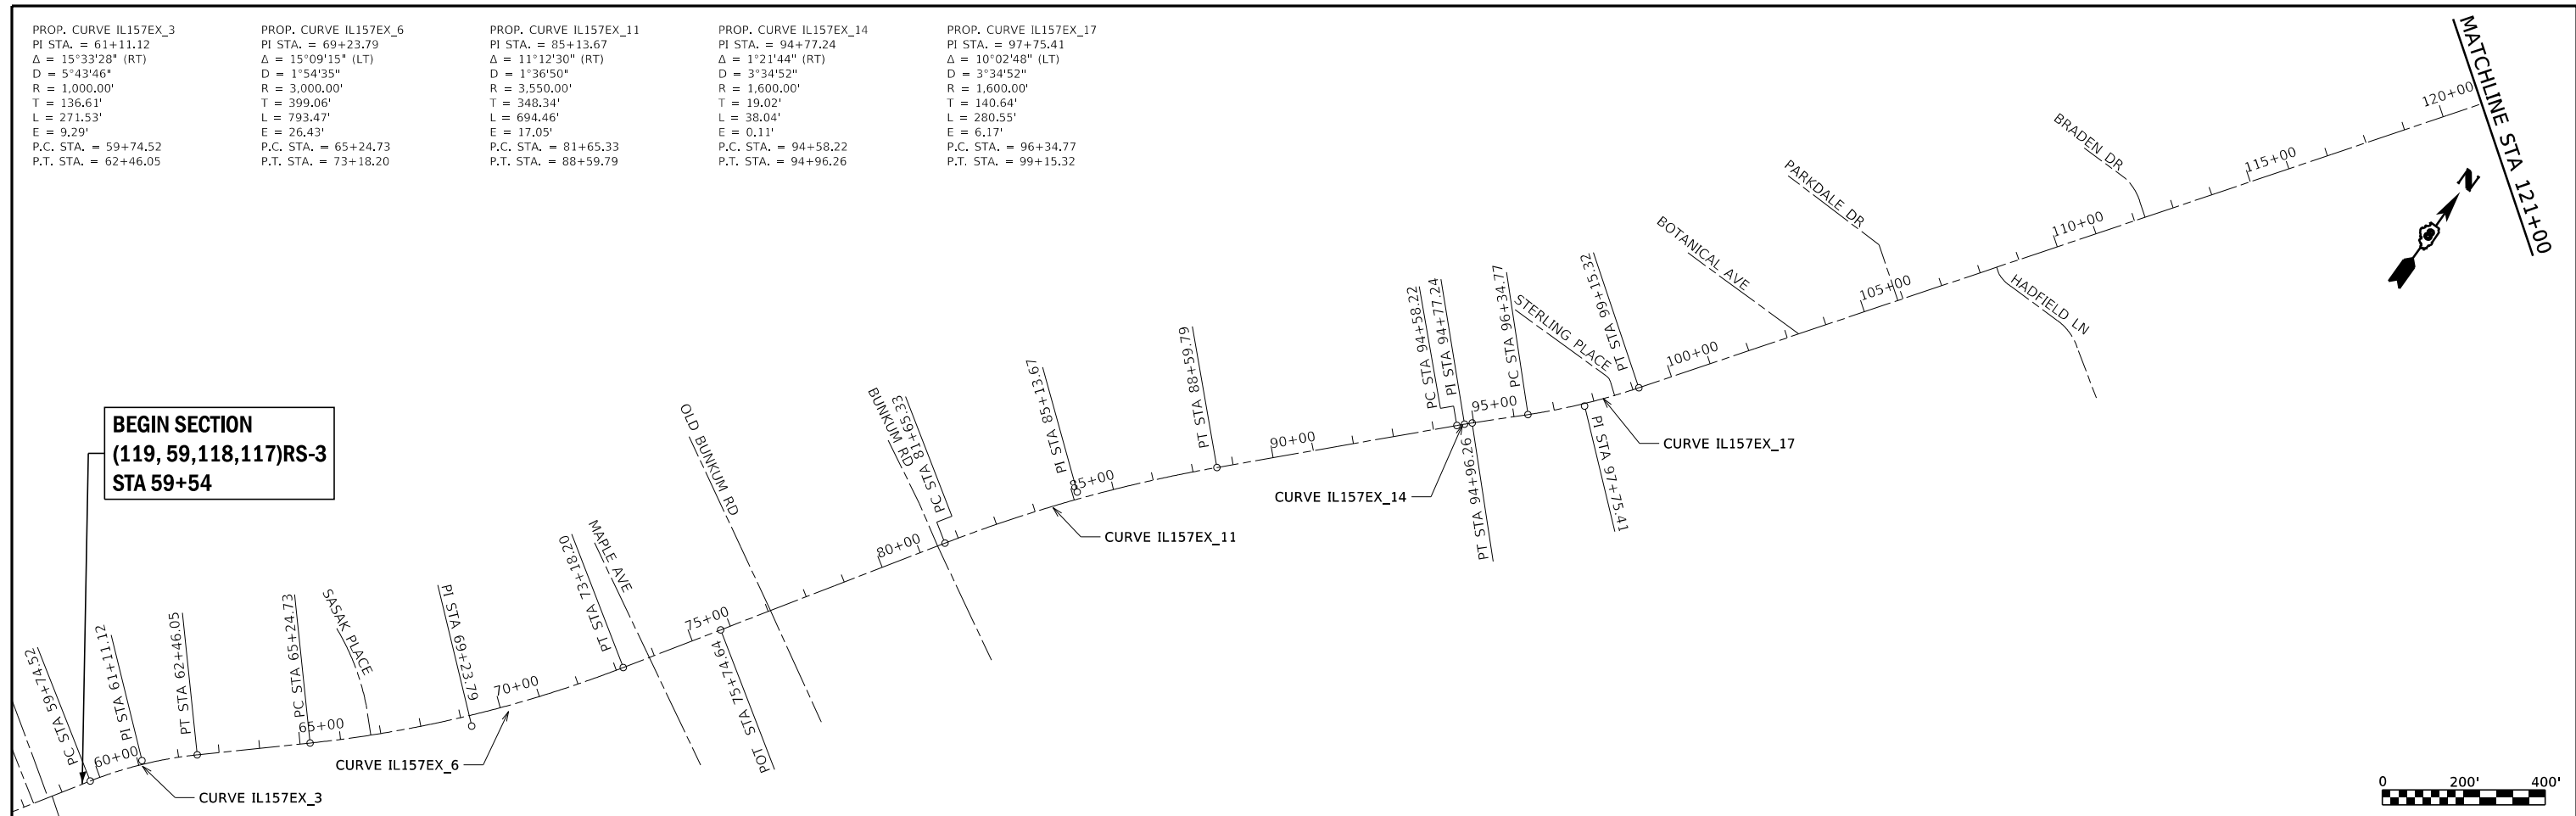 PROP. CURVE IL157EX_3
PI STA. = 61+11.12
Δ = 15°33'28" (RT)
D = 5°43'46"
R = 1,000.00'
T = 136.61'
L = 271.53'
E = 9.29'
P.C. STA. = 59+74.52
P.T. STA. = 62+46.05
PROP. CURVE IL157EX_6
PI STA. = 69+23.79
Δ = 15°09'15" (LT)
D = 1°54'35"
R = 3,000.00'
T = 399.06'
L = 793.47'
E = 26.43'
P.C. STA. = 65+24.73
P.T. STA. = 73+18.20
PROP. CURVE IL157EX_11
PI STA. = 85+13.67
Δ = 11°12'30" (RT)
D = 1°36'50"
R = 3,550.00'
T = 348.34'
L = 694.46'
E = 17.05'
P.C. STA. = 81+65.33
P.T. STA. = 88+59.79
PROP. CURVE IL157EX_14
PI STA. = 94+77.24
Δ = 1°21'44" (RT)
D = 3°34'52"
R = 1,600.00'
T = 19.02'
L = 38.04'
E = 0.11'
P.C. STA. = 94+58.22
P.T. STA. = 94+96.26
PROP. CURVE IL157EX_17
PI STA. = 97+75.41
Δ = 10°02'48" (LT)
D = 3°34'52"
R = 1,600.00'
T = 140.64'
L = 280.55'
E = 6.17'
P.C. STA. = 96+34.77
P.T. STA. = 99+15.32
BEGIN SECTION
(119, 59,118,117)RS-3
STA 59+54
PC STA 59+74.52
60+00
PI STA 61+11.12
CURVE IL157EX_3
PT STA 62+46.05
PC STA 65+24.73
65+00
SASAK PLACE
PI STA 69+23.79
CURVE IL157EX_6
70+00
PT STA 73+18.20
MAPLE AVE
75+00
POT STA 75+74.64
OLD BUNKUM RD
80+00
BUNKUM RD
PC STA 81+65.33
PI STA 85+13.67
85+00
CURVE IL157EX_11
PT STA 88+59.79
90+00
CURVE IL157EX_14
PC STA 94+58.22
PI STA 94+77.24
PT STA 94+96.26
95+00
PC STA 96+34.77
STERLING PLACE
PI STA 97+75.41
CURVE IL157EX_17
PT STA 99+15.32
100+00
BOTANICAL AVE
PARKDALE DR
105+00
HADFIELD LN
110+00
BRADEN DR
115+00
120+00
MATCHLINE STA 121+00
N
0 200' 400'